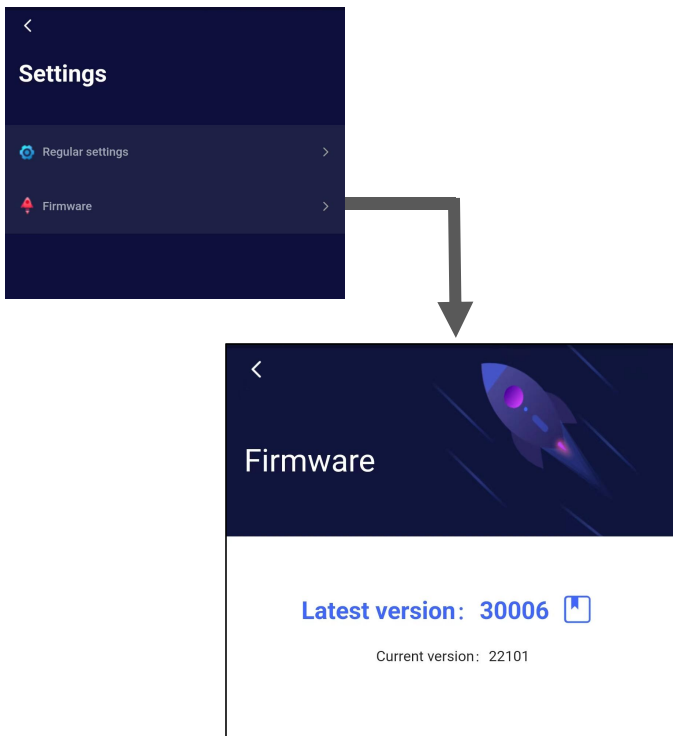 Settings
Regular settings
Firmware
Firmware
Latest version： 30006
Current version： 22101